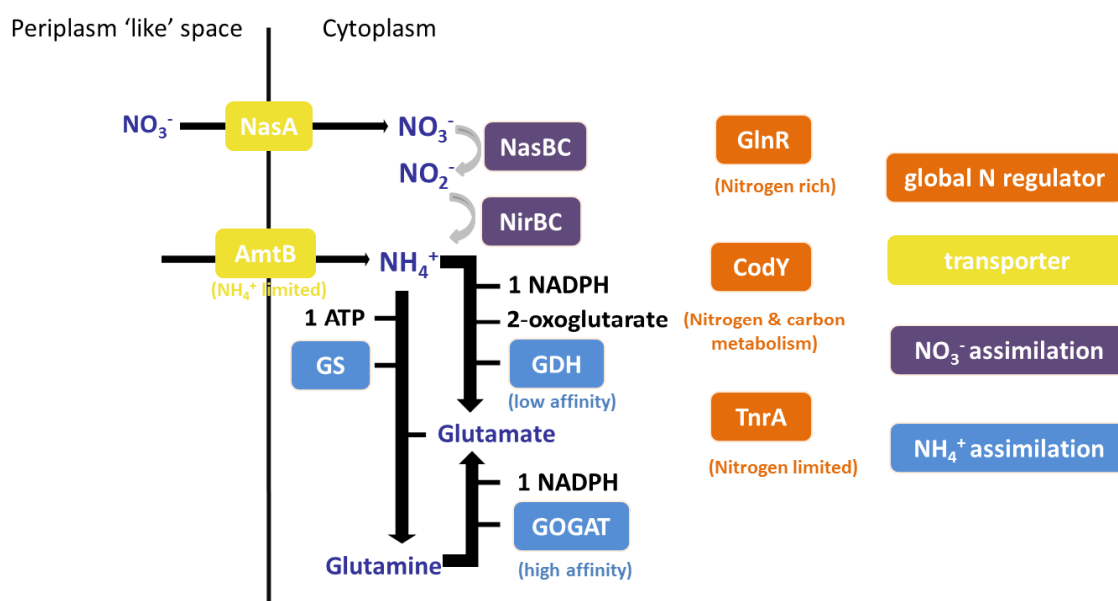 Periplasm ‘like’ space
Cytoplasm
NO₃⁻
NasA
NO₃⁻
NasBC
NO₂⁻
NirBC
AmtB
(NH₄⁺ limited)
NH₄⁺
1 NADPH
2-oxoglutarate
1 ATP
GS
GDH
(low affinity)
Glutamate
1 NADPH
GOGAT
(high affinity)
Glutamine
GlnR
(Nitrogen rich)
CodY
(Nitrogen & carbon
metabolism)
TnrA
(Nitrogen limited)
global N regulator
transporter
NO₃⁻ assimilation
NH₄⁺ assimilation